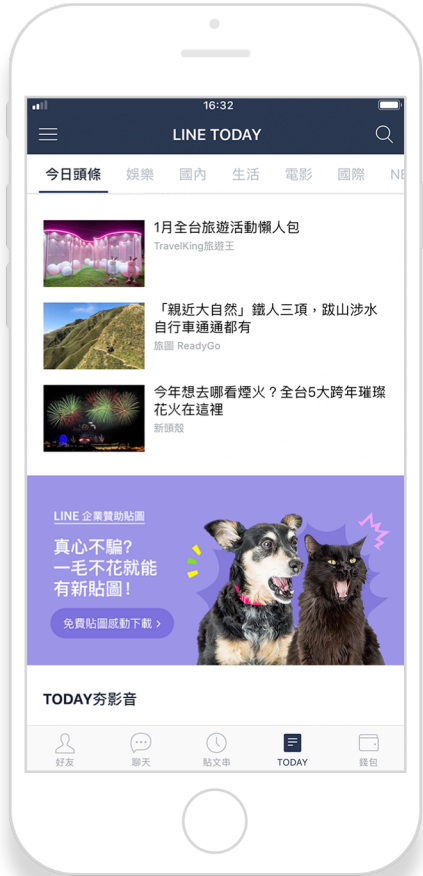 16:32
LINE TODAY
今日頭條 娛樂 國內 生活 電影 國際 NE
1月全台旅遊活動懶人包
TravelKing旅遊王
「親近大自然」鐵人三項，跋山涉水
自行車通通都有
旅圖 ReadyGo
今年想去哪看煙火？全台5大跨年璀璨
花火在這裡
新頭殼
LINE 企業贊助貼圖
真心不騙?
一毛不花就能
有新貼圖!
免費貼圖感動下載 ›
TODAY夯影音
好友 聊天 貼文串 TODAY 錢包